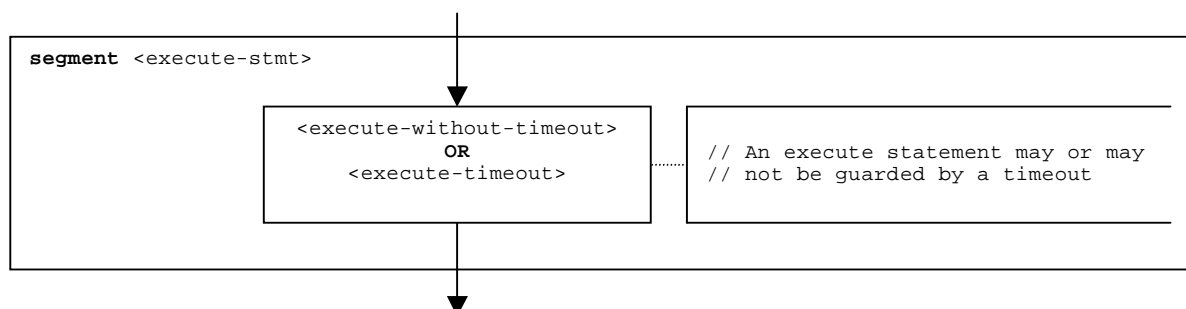 segment <execute-stmt>
<execute-without-timeout>
OR
<execute-timeout>
// An execute statement may or may
// not be guarded by a timeout